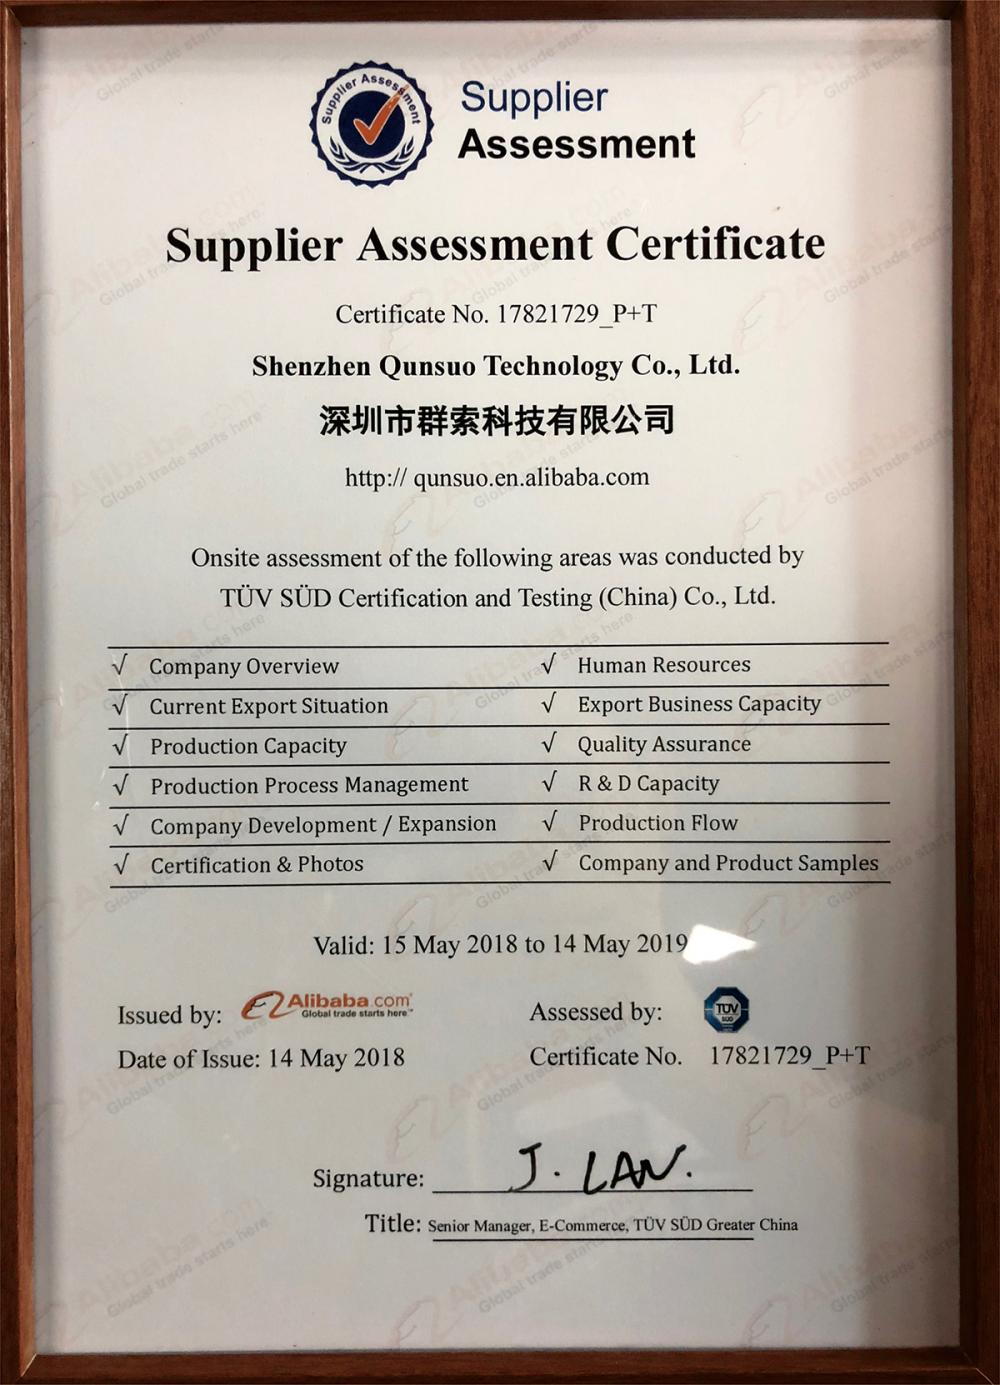 Supplier Assessment
Supplier
Assessment
Supplier Assessment Certificate
Certificate No. 17821729_P+T
Shenzhen Qunsuo Technology Co., Ltd.
深圳市群索科技有限公司
http:// qunsuo.en.alibaba.com
Onsite assessment of the following areas was conducted by
TÜV SÜD Certification and Testing (China) Co., Ltd.
√ Company Overview √ Human Resources
√ Current Export Situation √ Export Business Capacity
√ Production Capacity √ Quality Assurance
√ Production Process Management √ R & D Capacity
√ Company Development / Expansion √ Production Flow
√ Certification & Photos √ Company and Product Samples
Valid: 15 May 2018 to 14 May 2019
Issued by: Alibaba.com Assessed by: TÜV
Global trade starts here.™ SÜD
Date of Issue: 14 May 2018 Certificate No. 17821729_P+T
Signature: J. LAN.
Title: Senior Manager, E-Commerce, TÜV SÜD Greater China